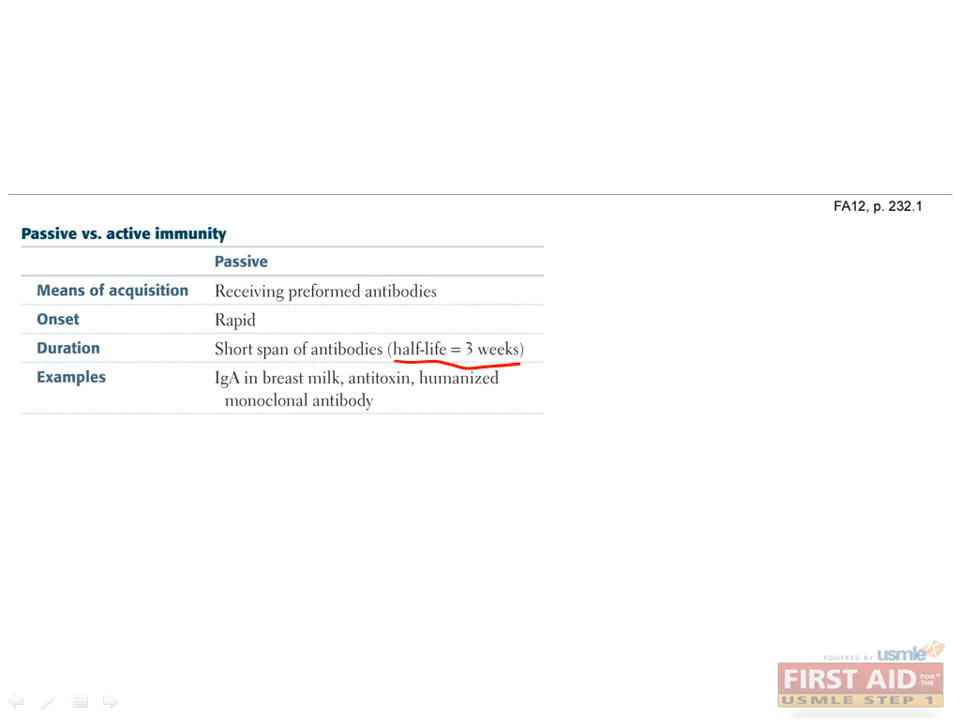 FA12, p. 232.1
Passive vs. active immunity
Passive
Means of acquisition Receiving preformed antibodies
Onset Rapid
Duration Short span of antibodies (half-life = 3 weeks)
Examples IgA in breast milk, antitoxin, humanized
monoclonal antibody
POWERED BY usmle
FIRST AID FOR THE
USMLE STEP 1